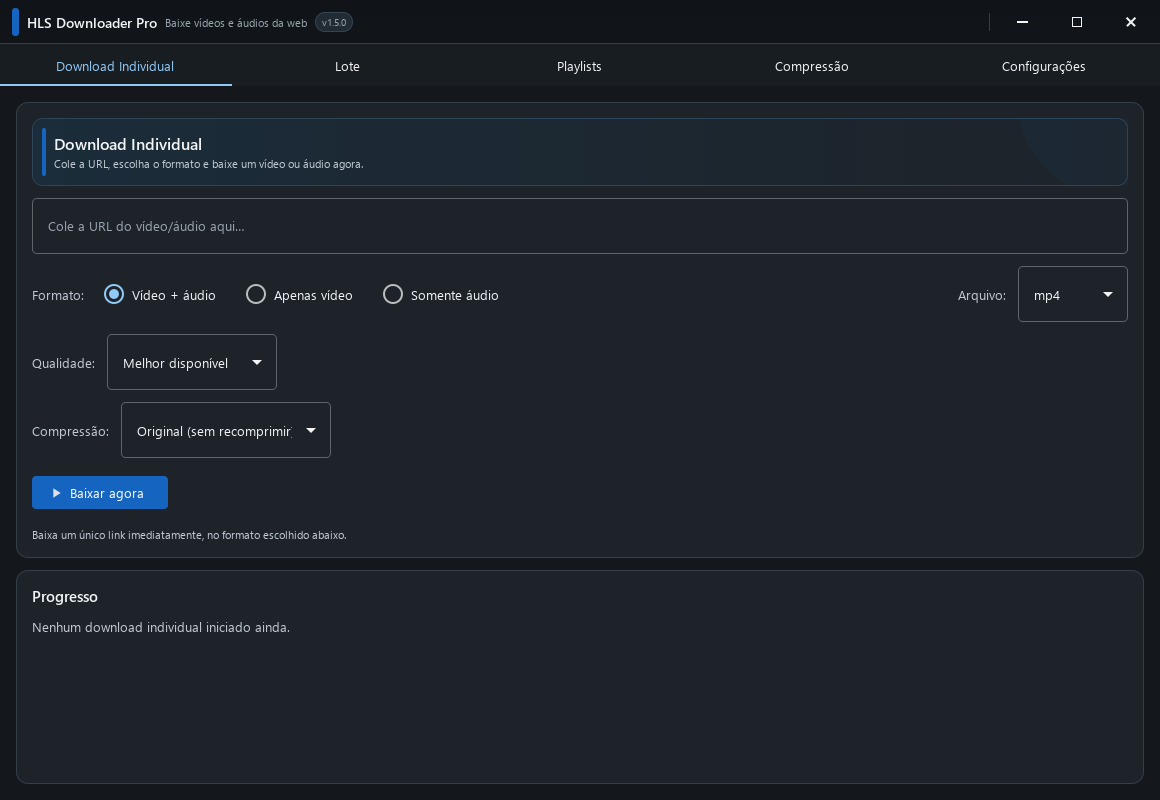 HLS Downloader Pro Baixe vídeos e áudios da web v1.5.0
Download Individual Lote Playlists Compressão Configurações
Download Individual
Cole a URL, escolha o formato e baixe um vídeo ou áudio agora.
Cole a URL do vídeo/áudio aqui...
Formato: Vídeo + áudio Apenas vídeo Somente áudio Arquivo: mp4
Qualidade: Melhor disponível
Compressão: Original (sem recomprimir
Baixar agora
Baixa um único link imediatamente, no formato escolhido abaixo.
Progresso
Nenhum download individual iniciado ainda.